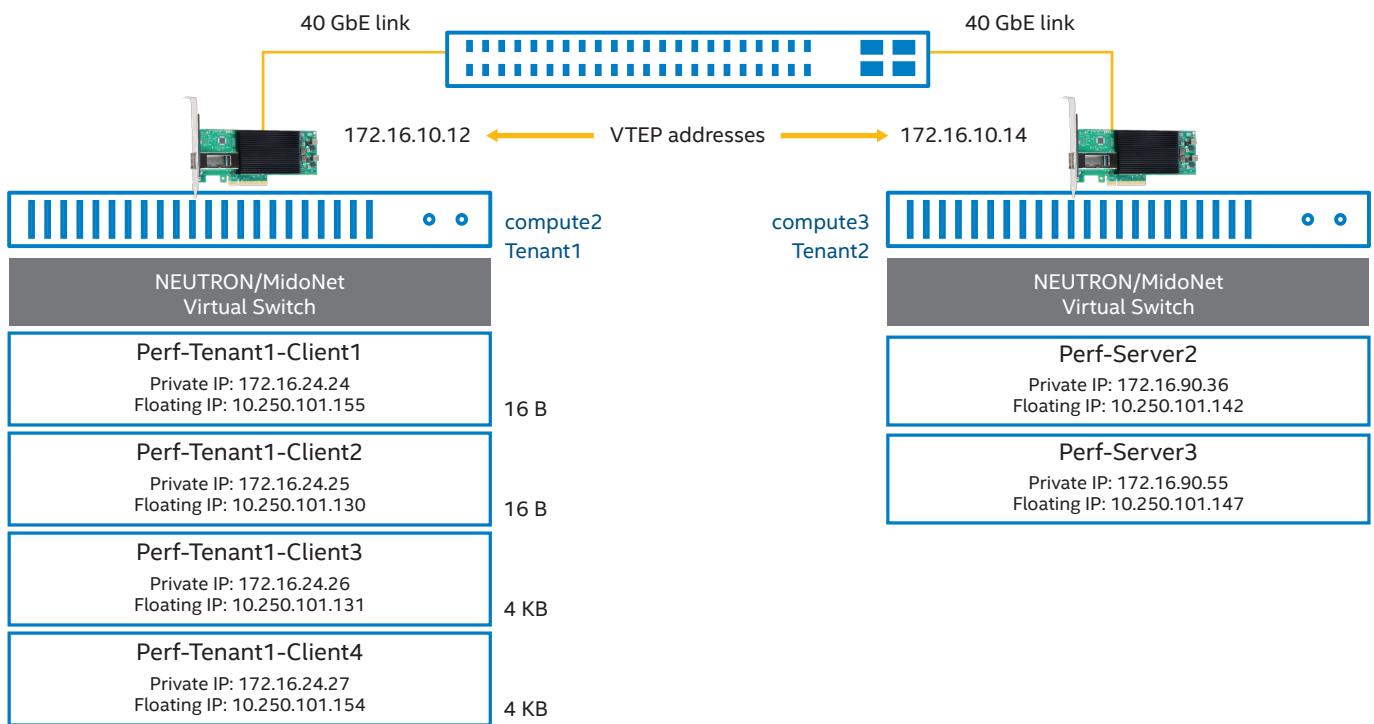 40 GbE link
40 GbE link
172.16.10.12
VTEP addresses
172.16.10.14
compute2
Tenant1
compute3
Tenant2
NEUTRON/MidoNet
Virtual Switch
NEUTRON/MidoNet
Virtual Switch
Perf-Tenant1-Client1
Private IP: 172.16.24.24
Floating IP: 10.250.101.155
16 B
Perf-Tenant1-Client2
Private IP: 172.16.24.25
Floating IP: 10.250.101.130
16 B
Perf-Tenant1-Client3
Private IP: 172.16.24.26
Floating IP: 10.250.101.131
4 KB
Perf-Tenant1-Client4
Private IP: 172.16.24.27
Floating IP: 10.250.101.154
4 KB
Perf-Server2
Private IP: 172.16.90.36
Floating IP: 10.250.101.142
Perf-Server3
Private IP: 172.16.90.55
Floating IP: 10.250.101.147